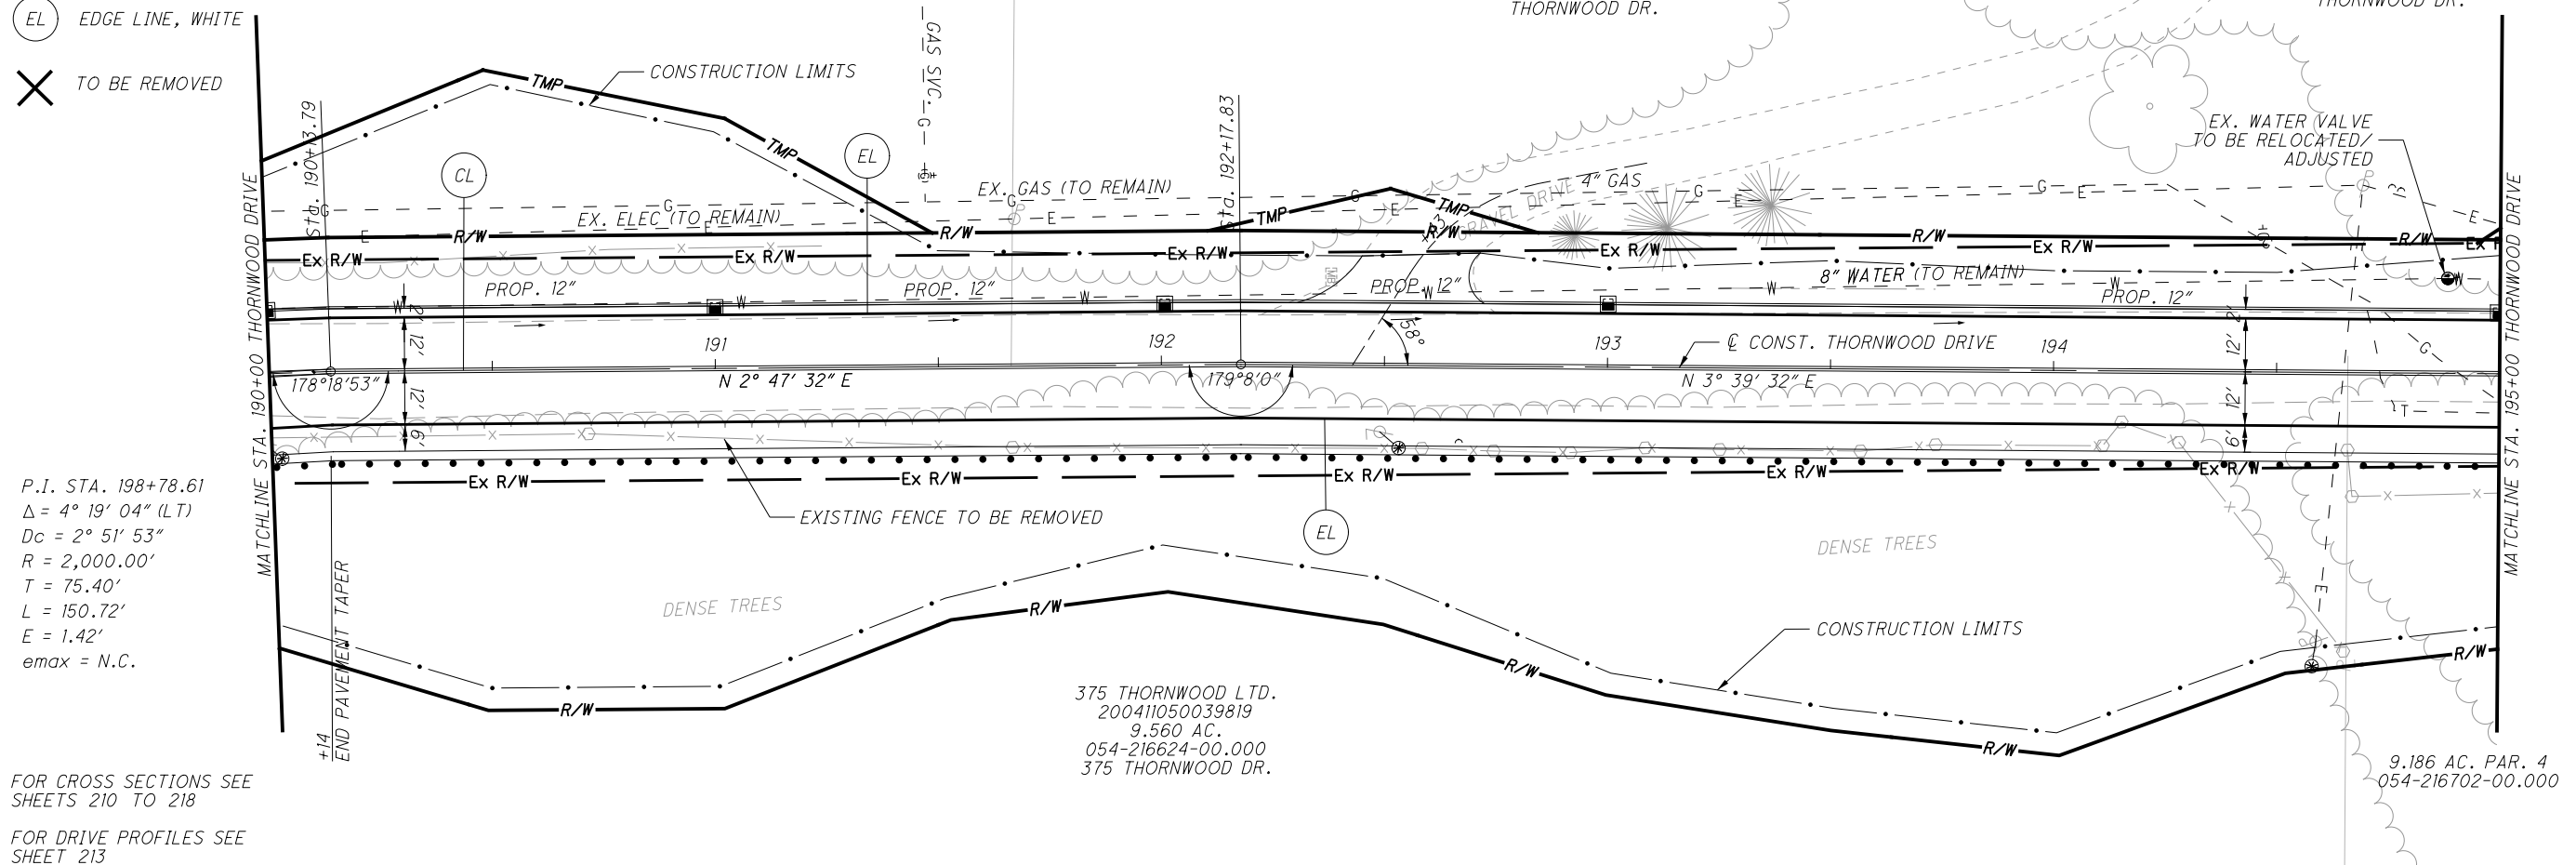 EL EDGE LINE, WHITE
TO BE REMOVED
THORNWOOD DR.
THORNWOOD DR.
GAS SVC.
G
CONSTRUCTION LIMITS
TMP
TMP
Sta. 190+13.79
CL
EL
Sta. 192+17.83
EX. WATER VALVE
TO BE RELOCATED/
ADJUSTED
EX. GAS (TO REMAIN)
4" GAS
GRAVEL DRIVE
EX. ELEC (TO REMAIN)
TMP
TMP
G G G G G G
E E E E E E E
R/W R/W R/W R/W R/W
Ex R/W Ex R/W Ex R/W Ex R/W Ex R/W
8" WATER (TO REMAIN)
W W W W W W
PROP. 12" PROP. 12" PROP. 12" PROP. 12"
MATCHLINE STA. 190+00 THORNWOOD DRIVE
MATCHLINE STA. 195+00 THORNWOOD DRIVE
2' 12' 12' 6'
2' 12' 12' 6'
191 192 193 194
58°
℄ CONST. THORNWOOD DRIVE
178°18'53"
N 2° 47' 32" E
179°8'0"
N 3° 39' 32" E
G
T
Ex R/W Ex R/W Ex R/W Ex R/W Ex R/W
EXISTING FENCE TO BE REMOVED
EL
P.I. STA. 198+78.61
Δ = 4° 19' 04" (LT)
Dc = 2° 51' 53"
R = 2,000.00'
T = 75.40'
L = 150.72'
E = 1.42'
emax = N.C.
+14
END PAVEMENT TAPER
DENSE TREES
DENSE TREES
E
CONSTRUCTION LIMITS
R/W R/W R/W R/W R/W
375 THORNWOOD LTD.
200411050039819
9.560 AC.
054-216624-00.000
375 THORNWOOD DR.
9.186 AC. PAR. 4
054-216702-00.000
FOR CROSS SECTIONS SEE
SHEETS 210 TO 218
FOR DRIVE PROFILES SEE
SHEET 213